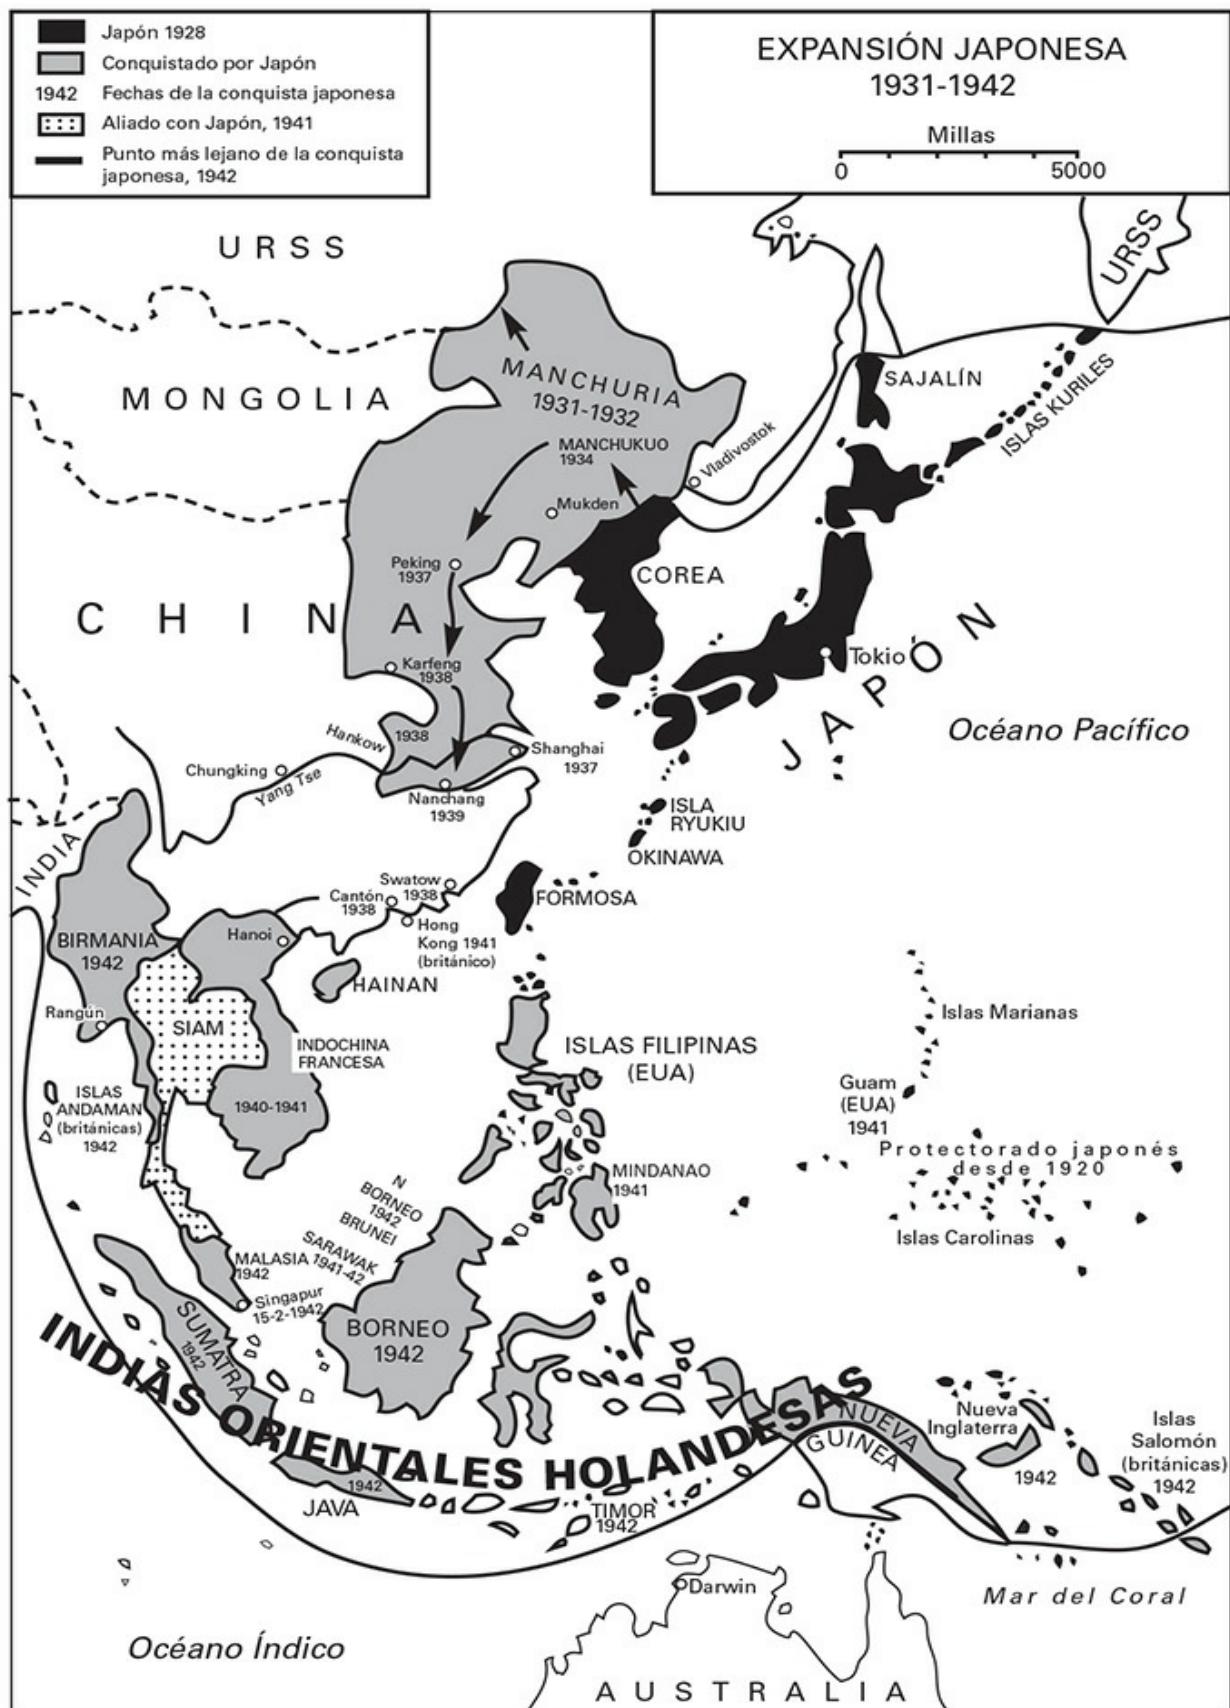 Japón 1928
Conquistado por Japón
1942 Fechas de la conquista japonesa
Aliado con Japón, 1941
Punto más lejano de la conquista
japonesa, 1942
EXPANSIÓN JAPONESA
1931-1942
Millas
0 5000
URSS
URSS
MONGOLIA
MANCHURIA
1931-1932
MANCHUKUO
1934
Mukden
Vladivostok
SAJALÍN
ISLAS KURILES
Peking
1937
COREA
CHINA
Karfeng
1938
Tokio
JAPÓN
Océano Pacífico
Hankow
1938
Shanghai
1937
Chungking
Yang Tse
Nanchang
1939
ISLA
RYUKIU
OKINAWA
INDIA
Swatow
1938
Cantón
1938
FORMOSA
Hong
Kong 1941
(británico)
BIRMANIA
1942
Hanoi
HAINAN
Rangún
SIAM
INDOCHINA
FRANCESA
1940-1941
ISLAS FILIPINAS
(EUA)
Islas Marianas
Guam
(EUA)
1941
ISLAS
ANDAMAN
(británicas)
1942
Protectorado japonés
desde 1920
Islas Carolinas
MINDANAO
1941
N
BORNEO
1942
BRUNEI
SARAWAK
1941-42
MALASIA
1942
Singapur
15-2-1942
SUMATRA
1942
BORNEO
1942
INDIAS ORIENTALES HOLANDESAS
NUEVA
GUINEA
Nueva
Inglaterra
1942
Islas
Salomón
(británicas)
1942
1942
JAVA
TIMOR
1942
Darwin
Mar del Coral
Océano Índico
AUSTRALIA